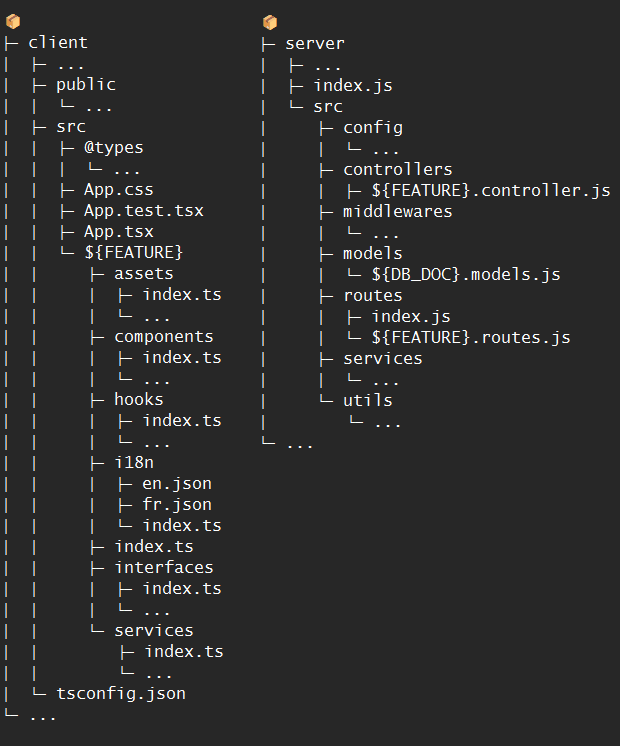 📦
├─ client
|  ├─ ...
|  ├─ public
|  |  └─ ...
|  ├─ src
|  |  ├─ @types
|  |  |  └─ ...
|  |  ├─ App.css
|  |  ├─ App.test.tsx
|  |  ├─ App.tsx
|  |  └─ ${FEATURE}
|  |     ├─ assets
|  |     |  ├─ index.ts
|  |     |  └─ ...
|  |     ├─ components
|  |     |  ├─ index.ts
|  |     |  └─ ...
|  |     ├─ hooks
|  |     |  ├─ index.ts
|  |     |  └─ ...
|  |     ├─ i18n
|  |     |  ├─ en.json
|  |     |  ├─ fr.json
|  |     |  └─ index.ts
|  |     ├─ index.ts
|  |     ├─ interfaces
|  |     |  ├─ index.ts
|  |     |  └─ ...
|  |     └─ services
|  |        ├─ index.ts
|  |        └─ ...
|  └─ tsconfig.json
└─ ...
📦
├─ server
|  ├─ ...
|  ├─ index.js
|  └─ src
|     ├─ config
|     |  └─ ...
|     ├─ controllers
|     |  ├─ ${FEATURE}.controller.js
|     ├─ middlewares
|     |  └─ ...
|     ├─ models
|     |  └─ ${DB_DOC}.models.js
|     ├─ routes
|     |  ├─ index.js
|     |  └─ ${FEATURE}.routes.js
|     ├─ services
|     |  └─ ...
|     └─ utils
|        └─ ...
└─ ...